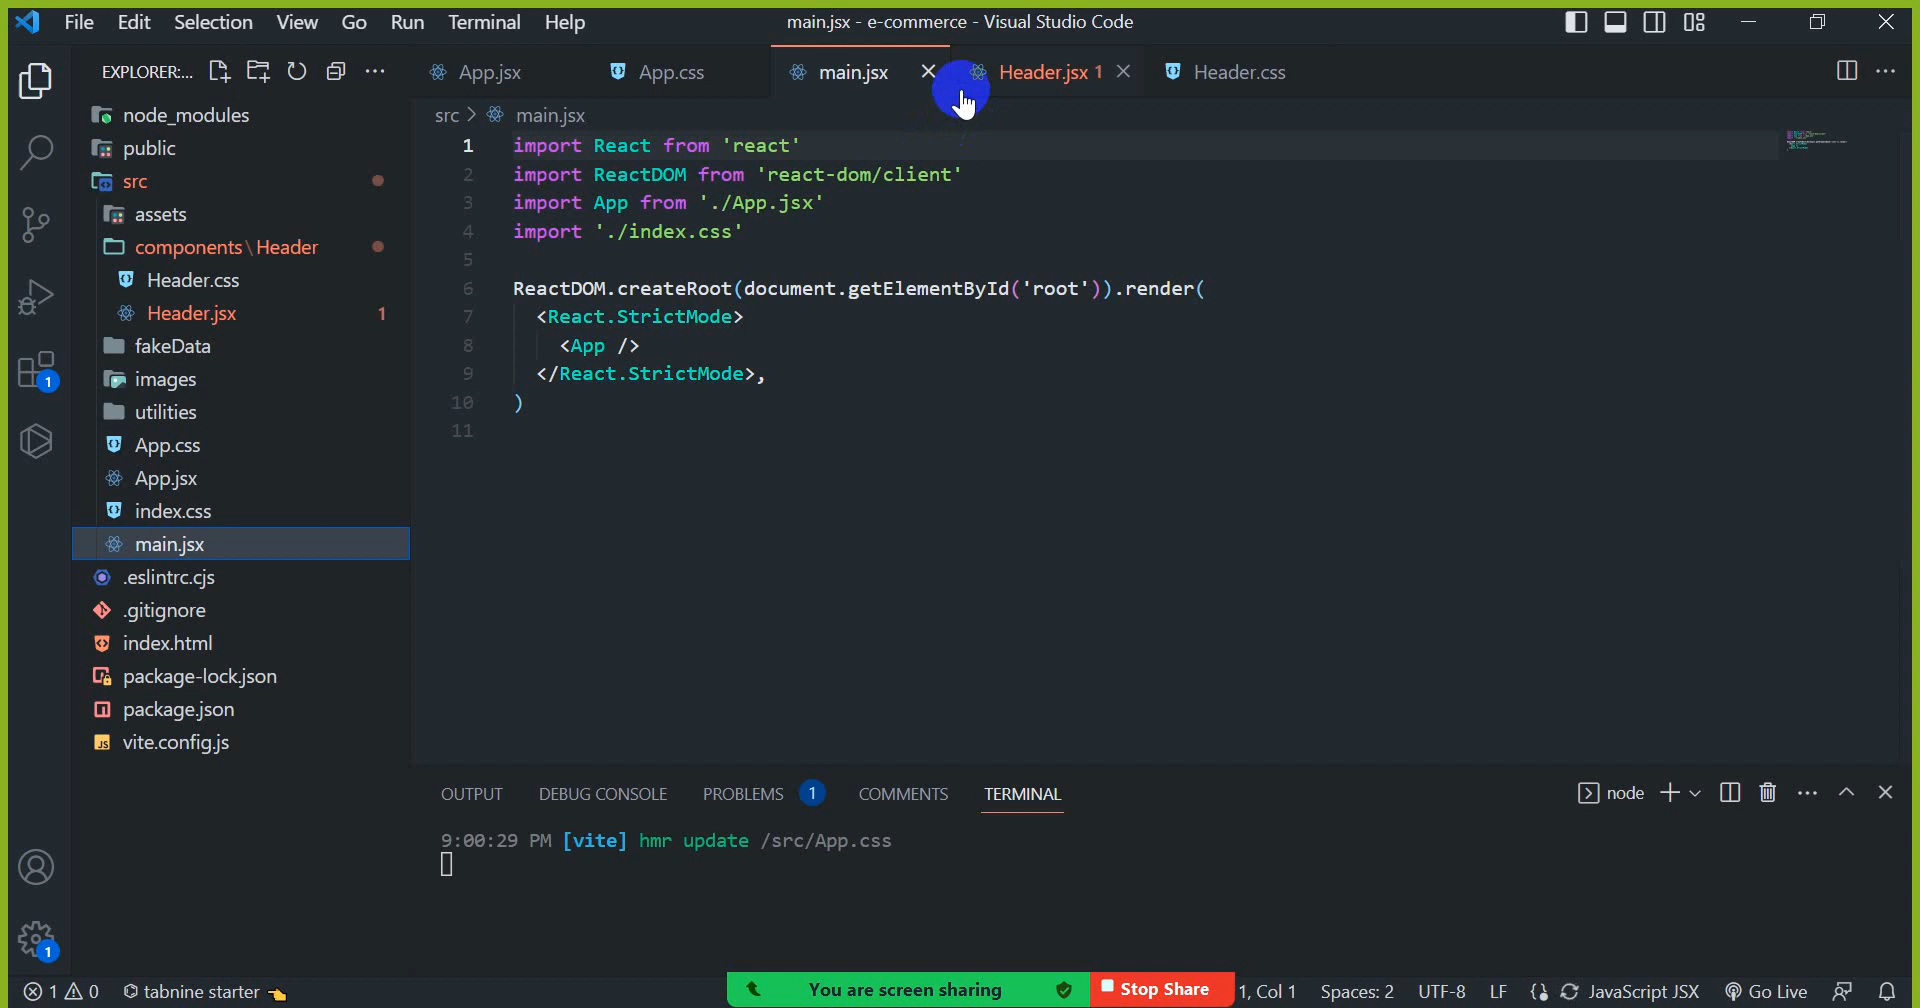 File Edit Selection View Go Run Terminal Help
main.jsx - e-commerce - Visual Studio Code
EXPLORER:...
App.jsx
App.css
main.jsx
Header.jsx 1
Header.css
node_modules
public
src
assets
components\Header
Header.css
Header.jsx 1
fakeData
images
utilities
App.css
App.jsx
index.css
main.jsx
.eslintrc.cjs
.gitignore
index.html
package-lock.json
package.json
vite.config.js
src > main.jsx
1 import React from 'react'
2 import ReactDOM from 'react-dom/client'
3 import App from './App.jsx'
4 import './index.css'
5
6 ReactDOM.createRoot(document.getElementById('root')).render(
7 <React.StrictMode>
8 <App />
9 </React.StrictMode>,
10 )
11
1
1
OUTPUT DEBUG CONSOLE PROBLEMS 1 COMMENTS TERMINAL
node
9:00:29 PM [vite] hmr update /src/App.css
1 0 tabnine starter
You are screen sharing
Stop Share
1, Col 1 Spaces: 2 UTF-8 LF {} JavaScript JSX Go Live